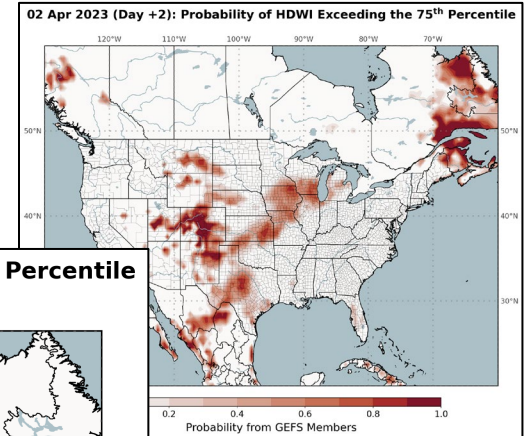 02 Apr 2023 (Day +2): Probability of HDWI Exceeding the 75th Percentile
120°W 110°W 100°W 90°W 80°W 70°W
50°N 50°N
40°N 40°N
30°N
Percentile
0.2 0.4 0.6 0.8 1.0
Probability from GEFS Members